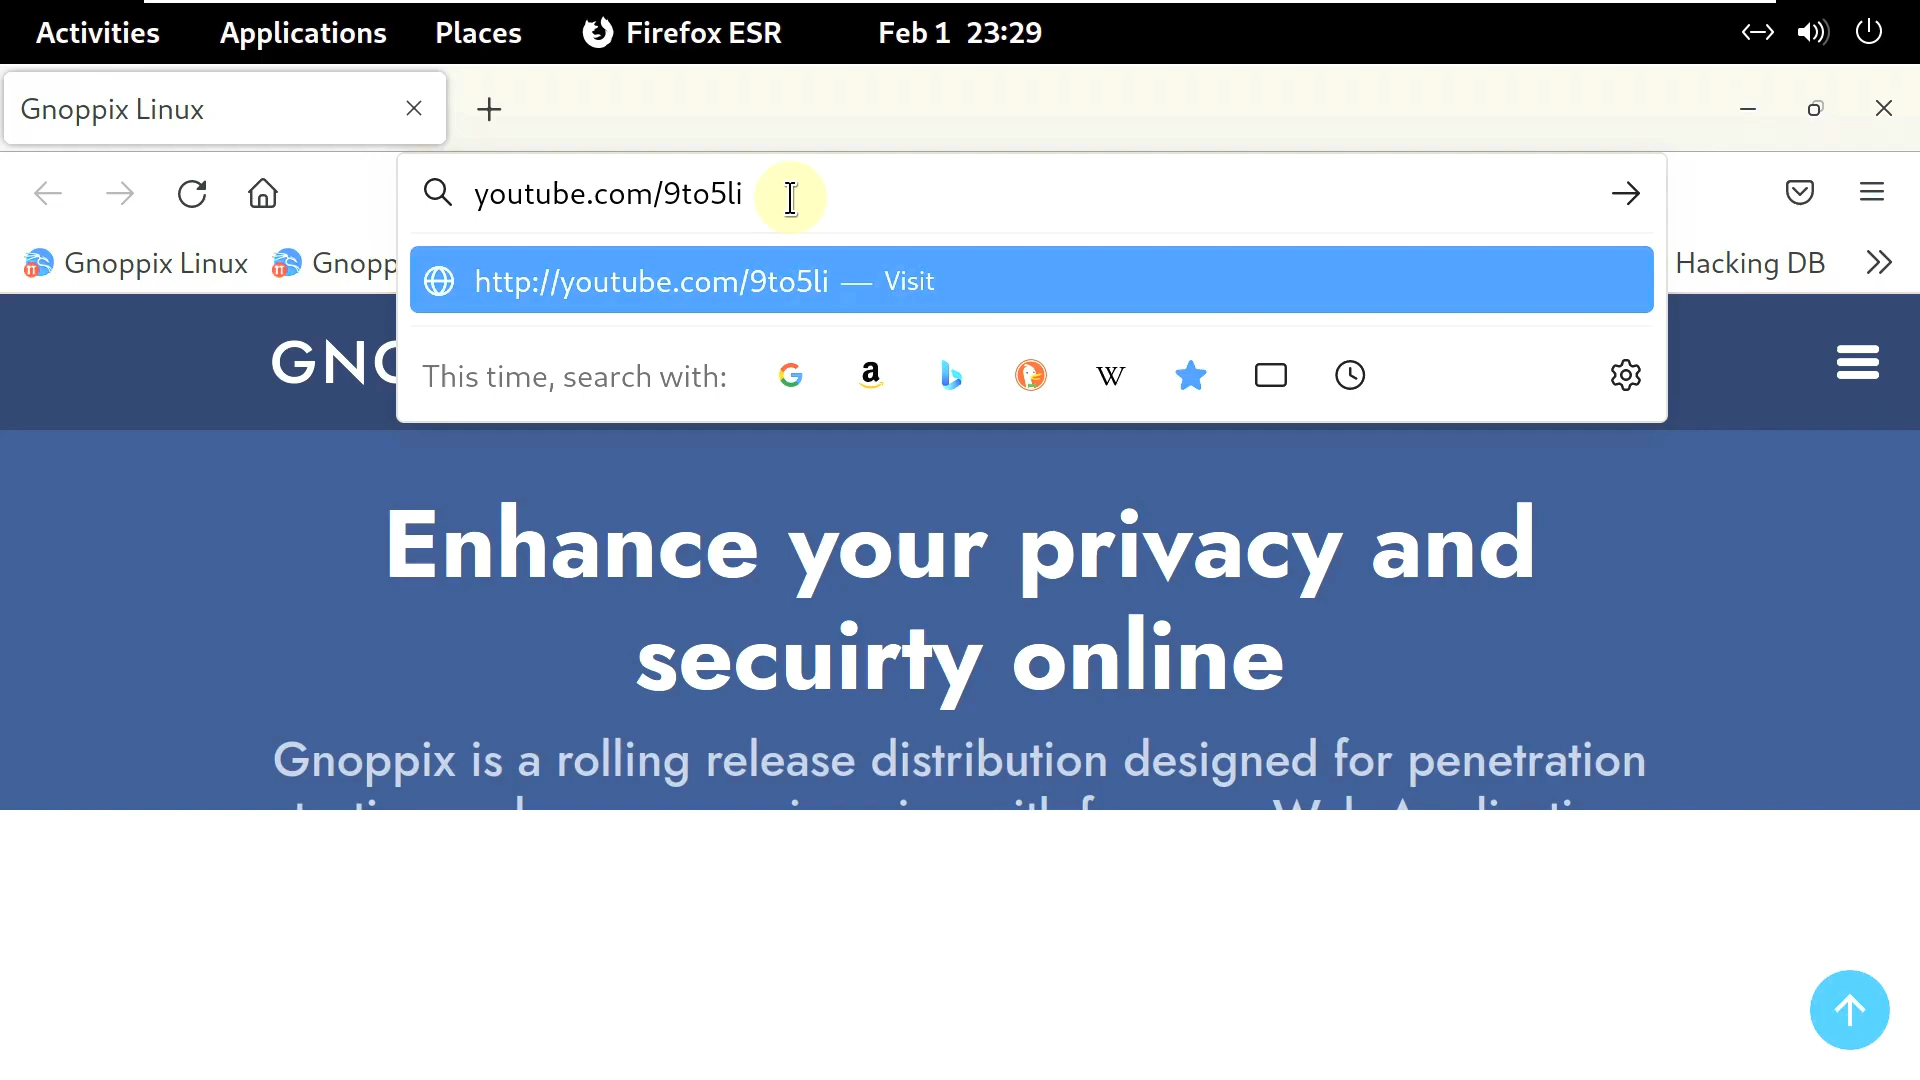 Activities Applications Places Firefox ESR Feb 1 23:29
Gnoppix Linux
youtube.com/9to5li
Gnoppix Linux Gnopp Hacking DB
http://youtube.com/9to5li — Visit
This time, search with:
GNO
Enhance your privacy and
secuirty online
Gnoppix is a rolling release distribution designed for penetration